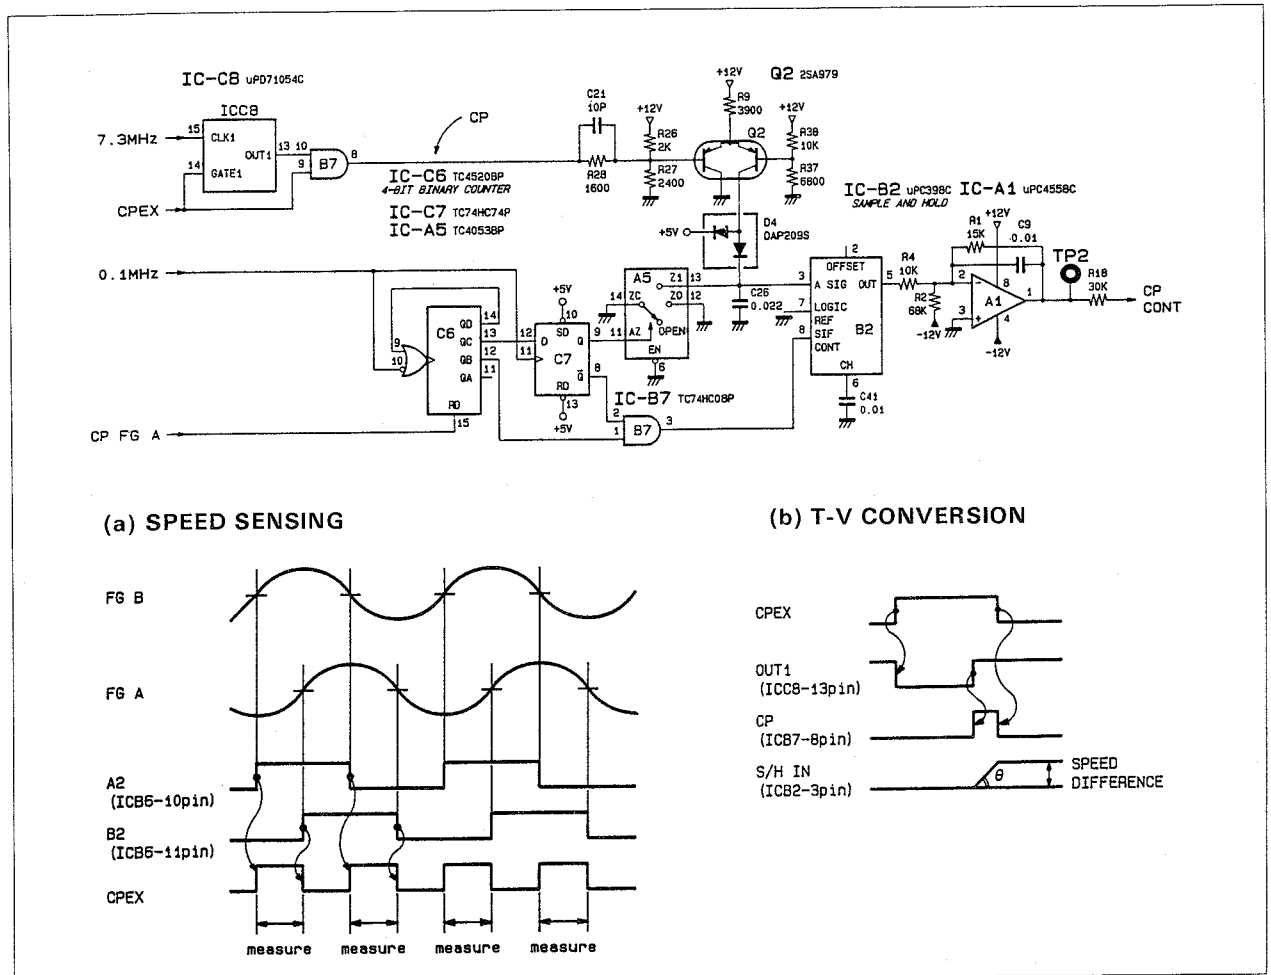 IC-C8 uPD71054C
ICC8
7.3MHz
15
CLK1
OUT1
13
10
14
GATE1
9
B7
8
CPEX
CP
C21
10P
R28
1600
+12V
R26
2K
R27
2400
+12V
R9
3900
Q2 2SA979
Q2
+12V
R38
10K
R37
6800
IC-C6 TC4520BP
4-BIT BINARY COUNTER
IC-C7 TC74HC74P
IC-A5 TC4053BP
+5V
D4
DAP209S
IC-B2 uPC398C
SAMPLE AND HOLD
IC-A1 uPC4558C
0.1MHz
9
10
C6
QD
14
QC
13
QB
12
QA
11
RD
15
+5V
10
SD
12
D
Q
9
11
C7
Q
8
RD
13
+5V
A5
Z1
13
14
ZC
Z0
12
11
AZ
OPEN
EN
6
C26
0.022
2
OFFSET
3
A SIG
OUT
5
7
LOGIC
REF
8
SIF
CONT
B2
CH
6
C41
0.01
R4
10K
R2
68K
-12V
R1
15K
+12V
C9
0.01
2
-
8
A1
1
3
+
4
-12V
TP2
R18
30K
CP
CONT
IC-B7 TC74HC08P
2
1
B7
3
CP FG A
(a) SPEED SENSING
FG B
FG A
A2
(ICB6-10pin)
B2
(ICB6-11pin)
CPEX
measure
measure
measure
measure
(b) T-V CONVERSION
CPEX
OUT1
(ICC8-13pin)
CP
(ICB7-8pin)
S/H IN
(ICB2-3pin)
θ
SPEED
DIFFERENCE